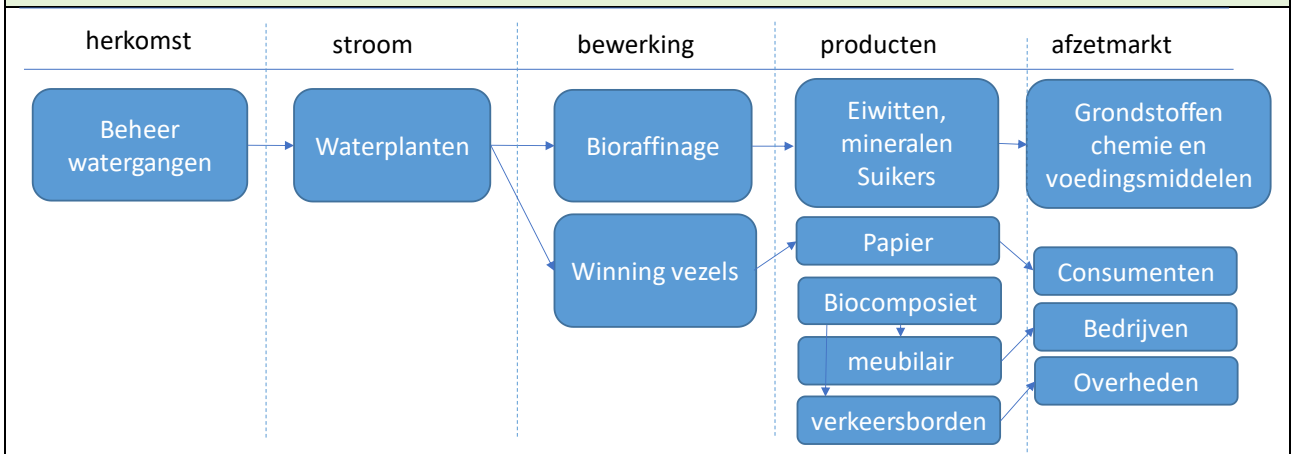 herkomst
stroom
bewerking
producten
afzetmarkt
Beheer
watergangen
Waterplanten
Bioraffinage
Eiwitten,
mineralen
Suikers
Grondstoffen
chemie en
voedingsmiddelen
Winning vezels
Papier
Consumenten
Biocomposiet
Bedrijven
meubilair
Overheden
verkeersborden